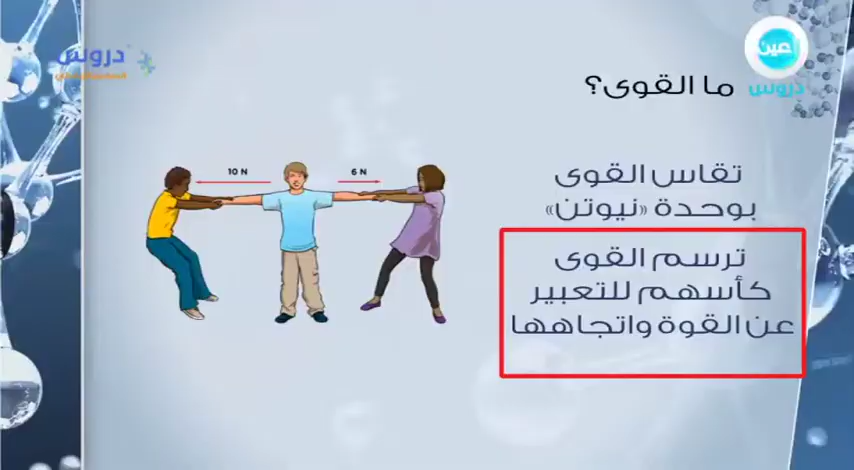 دروس
عين
دروس
ما القوى؟
تقاس القوى
بوحدة «نيوتن»
ترسم القوى
كأسهم للتعبير
عن القوة واتجاهها
10 N
6 N